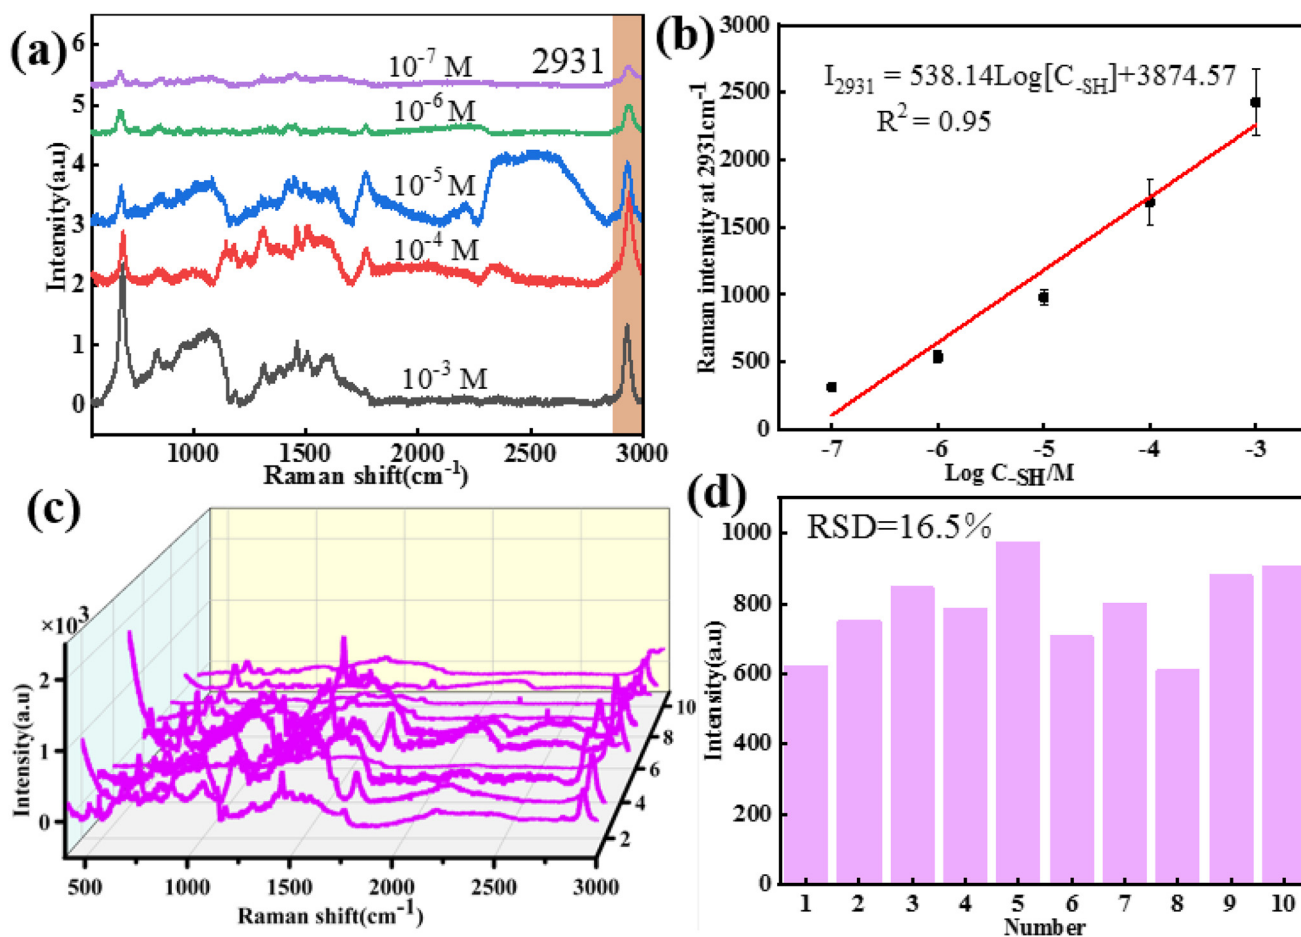 (a)
6
5
4
3
2
1
0
Intensity(a.u)
10-7 M
2931
10-6 M
10-5 M
10-4 M
10-3 M
1000
1500
2000
2500
3000
Raman shift(cm-1)
(b)
3000
2500
2000
1500
1000
500
0
Raman intensity at 2931cm-1
I2931 = 538.14Log[C-SH]+3874.57
R2 = 0.95
-7
-6
-5
-4
-3
Log C-SH/M
(c)
×103
2
1
0
Intensity(a.u)
500
1000
1500
2000
2500
3000
Raman shift(cm-1)
10
8
6
4
2
(d)
RSD=16.5%
1000
800
600
400
200
0
Intensity(a.u)
1 2 3 4 5 6 7 8 9 10
Number